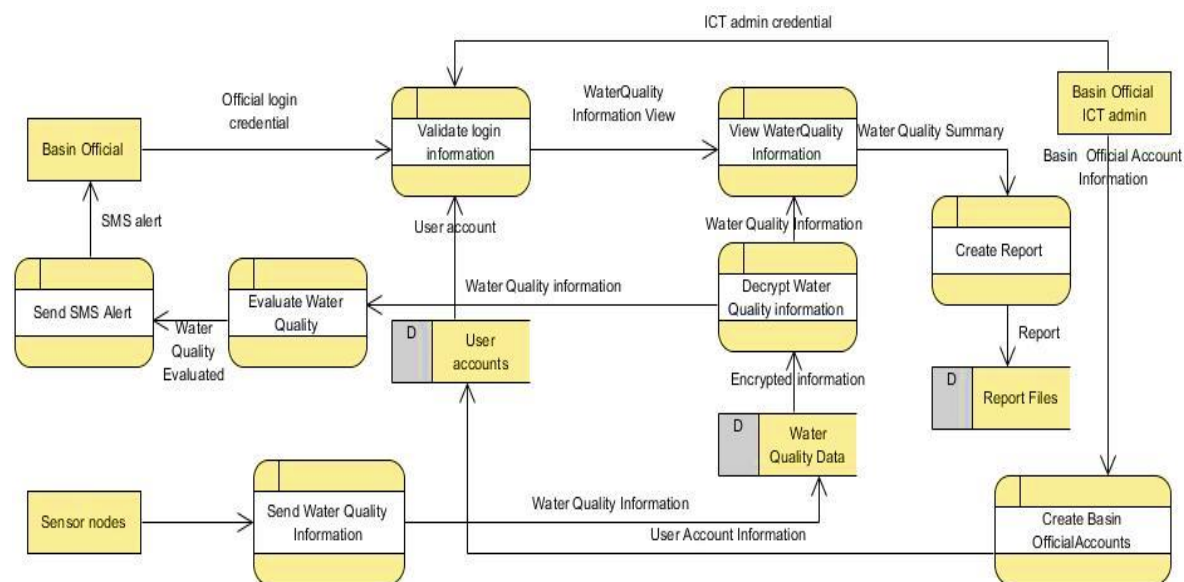 ICT admin credential
Official login
credential
WaterQuality
Information View
Basin Official
ICT admin
Basin Official
Validate login
information
View WaterQuality
Information
Water Quality Summary
Basin Official Account
Information
SMS alert
User account
Water Quality Information
Create Report
Send SMS Alert
Evaluate Water
Quality
Water Quality information
Decrypt Water
Quality information
Water
Quality
Evaluated
D
User
accounts
Report
Encrypted information
D
Report Files
D
Water
Quality Data
Sensor nodes
Send Water Quality
Information
Water Quality Information
User Account Information
Create Basin
OfficialAccounts